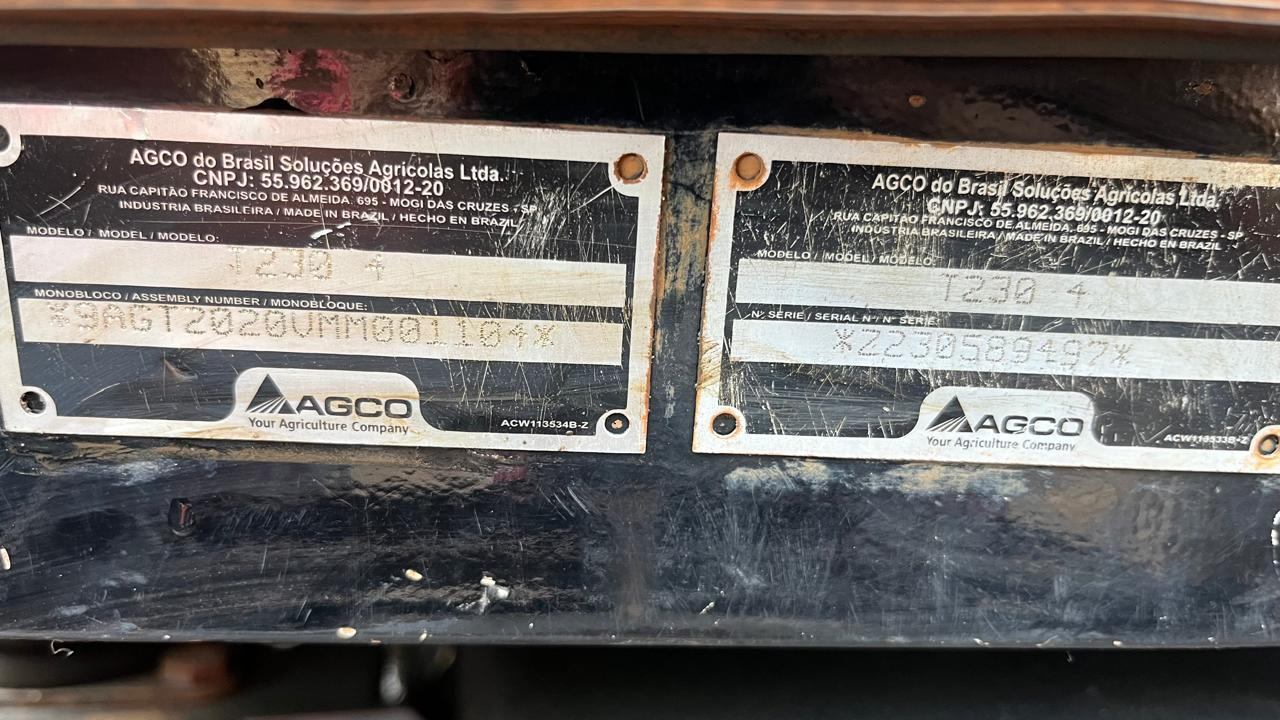 AGCO do Brasil Soluções Agrícolas Ltda.
CNPJ: 55.962.369/0012-20
RUA CAPITÃO FRANCISCO DE ALMEIDA, 695 - MOGI DAS CRUZES - SP
INDUSTRIA BRASILEIRA / MADE IN BRAZIL / HECHO EN BRAZIL
MODELO / MODEL / MODELO:
T230 4
MONOBLOCO / ASSEMBLY NUMBER / MONOBLOQUE:
*9AGT2020VMM001104*
AGCO
Your Agriculture Company
ACW113534B-Z
AGCO do Brasil Soluções Agrícolas Ltda.
CNPJ: 55.962.369/0012-20
RUA CAPITÃO FRANCISCO DE ALMEIDA, 695 - MOGI DAS CRUZES - SP
INDÚSTRIA BRASILEIRA / MADE IN BRAZIL / HECHO EN BRAZIL
MODELO / MODEL / MODELO:
T230 4
Nº SÉRIE / SERIAL Nº / Nº SERIE:
*Z230589497*
AGCO
Your Agriculture Company
ACW113533B-Z